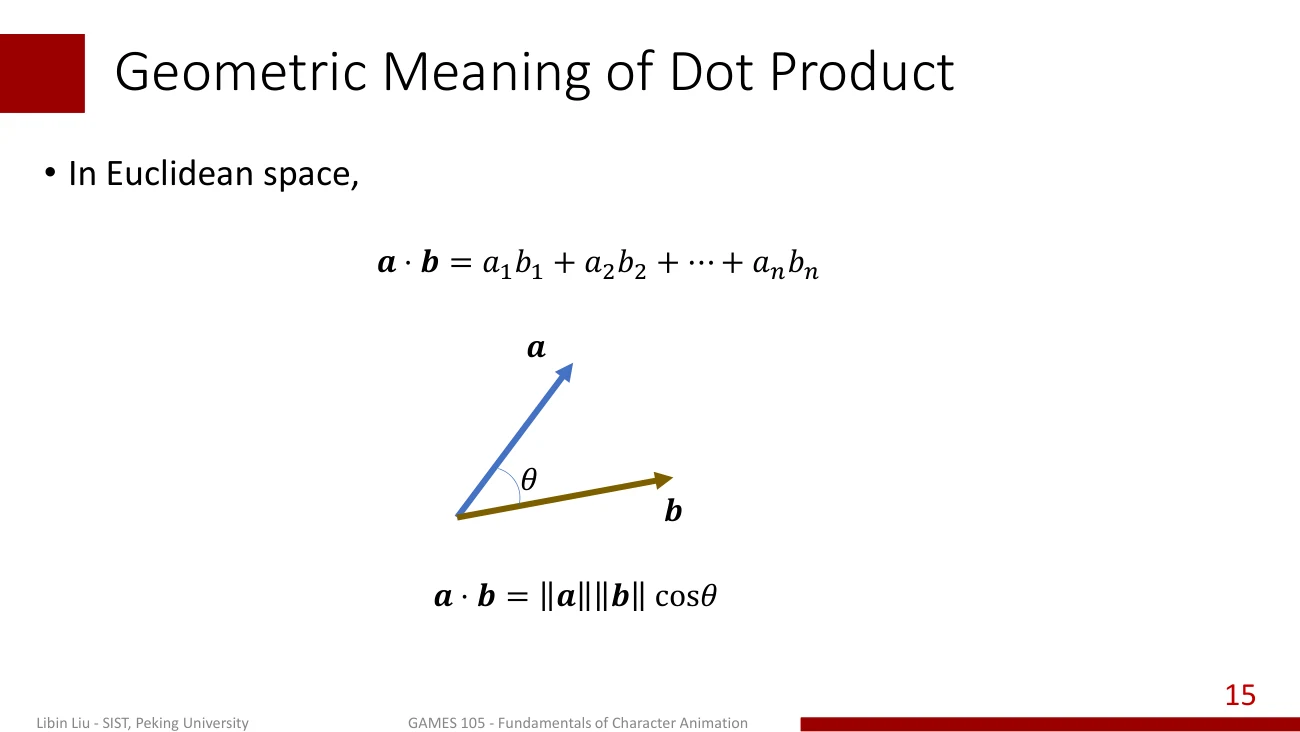 Geometric Meaning of Dot Product
• In Euclidean space,
𝒂 · 𝒃 = 𝑎₁𝑏₁ + 𝑎₂𝑏₂ + ⋯ + 𝑎ₙ𝑏ₙ
𝒂
𝜃
𝒃
𝒂 · 𝒃 = ‖𝒂‖‖𝒃‖ cos𝜃
15
Libin Liu - SIST, Peking University
GAMES 105 - Fundamentals of Character Animation